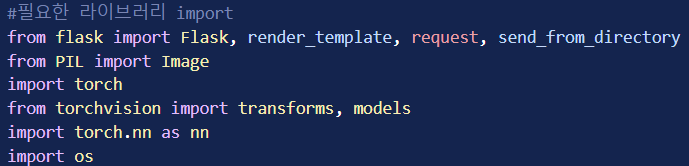 #필요한 라이브러리 import
from flask import Flask, render_template, request, send_from_directory
from PIL import Image
import torch
from torchvision import transforms, models
import torch.nn as nn
import os